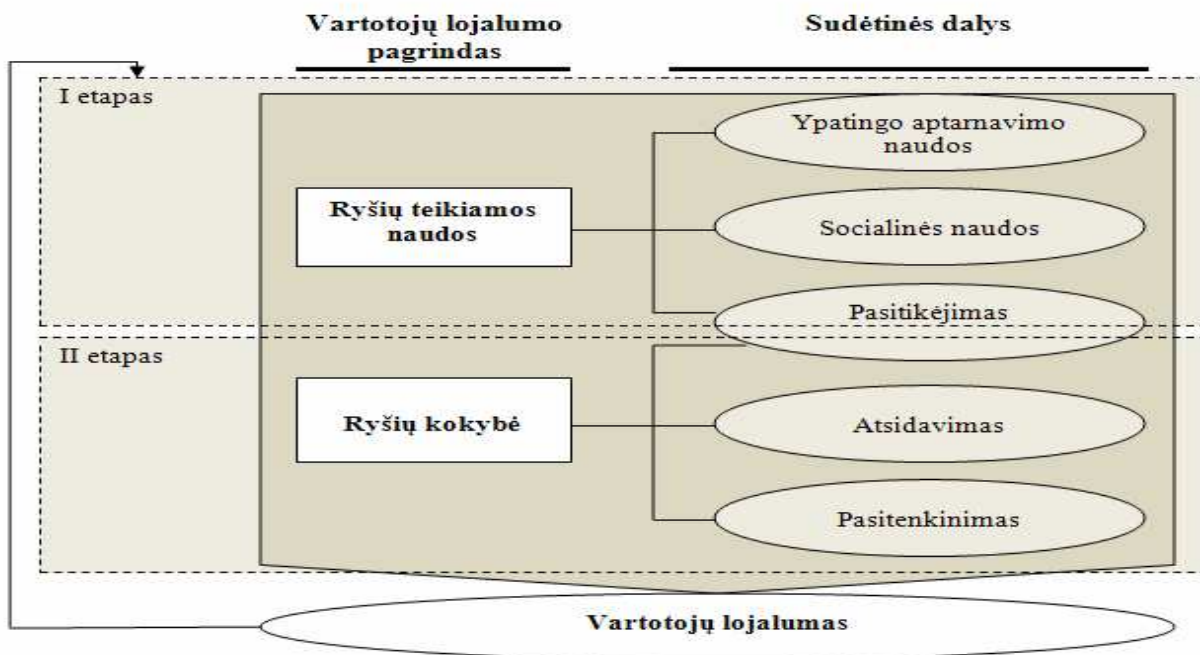 Vartotojų lojalumo
pagrindas
Sudėtinės dalys
I etapas
Ypatingo aptarnavimo
naudos
Ryšių teikiamos
naudos
Socialinės naudos
Pasitikėjimas
II etapas
Ryšių kokybė
Atsidavimas
Pasitenkinimas
Vartotojų lojalumas